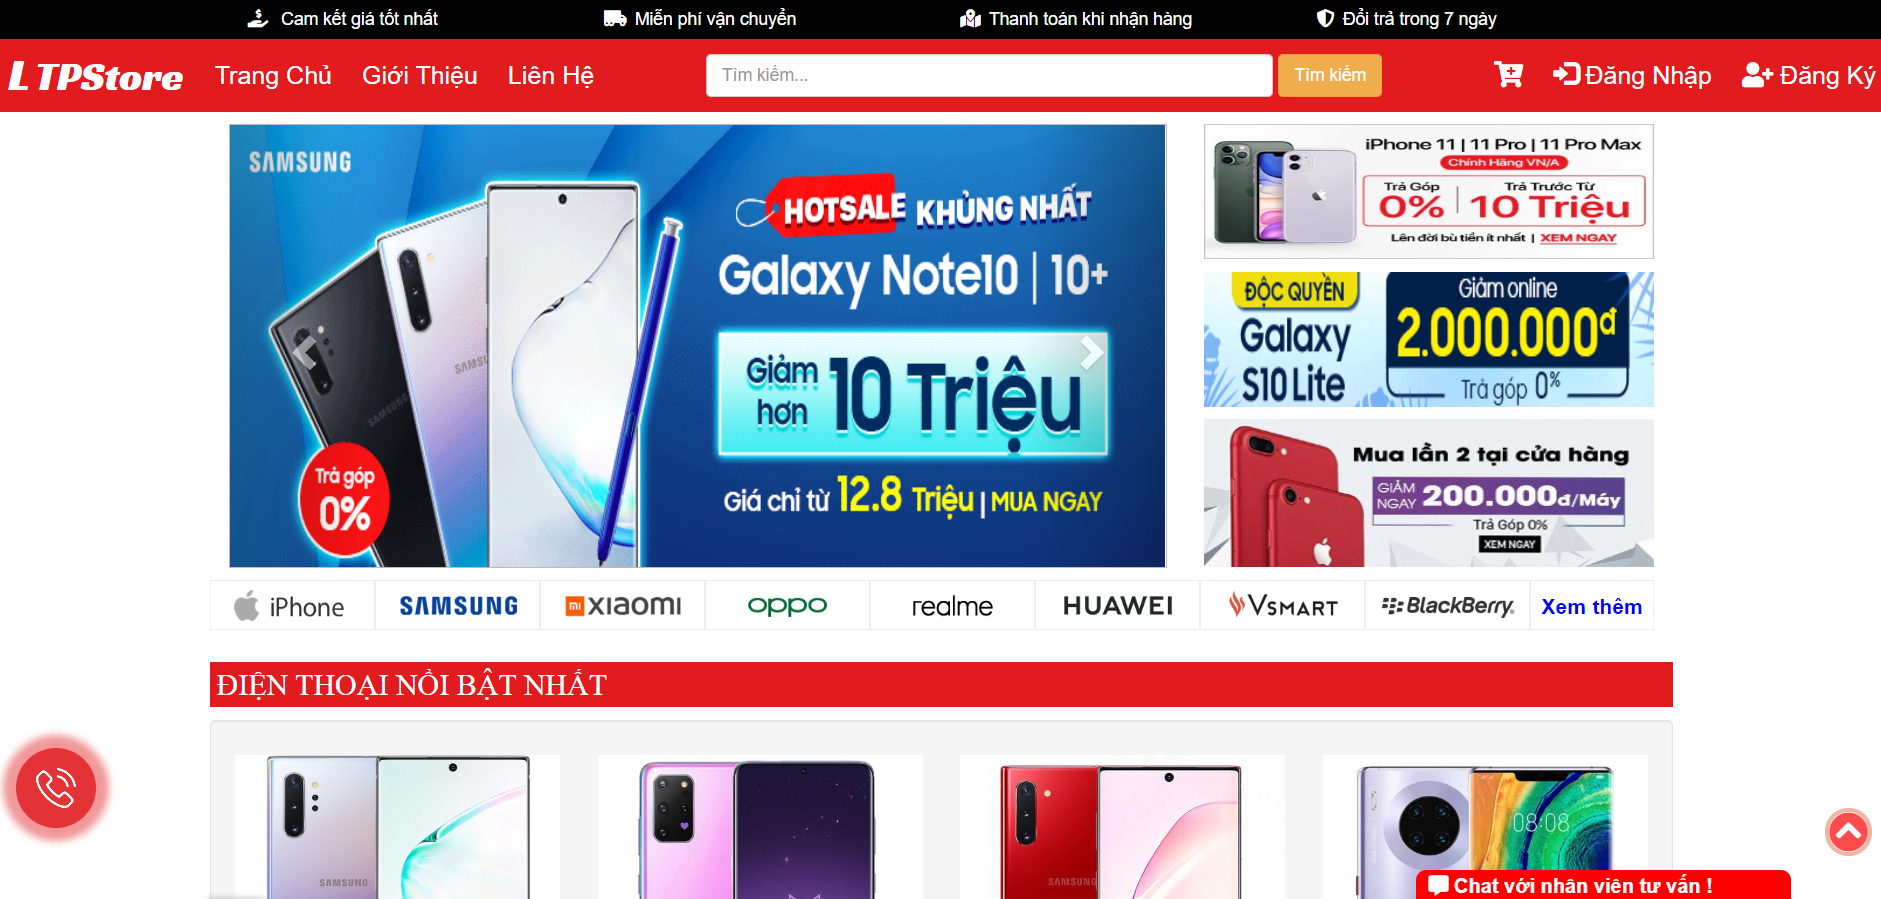 Cam kết giá tốt nhất
Miễn phí vận chuyển
Thanh toán khi nhận hàng
Đổi trả trong 7 ngày
LTPStore
Trang Chủ
Giới Thiệu
Liên Hệ
Tìm kiếm...
Tìm kiếm
Đăng Nhập
Đăng Ký
SAMSUNG
HOTSALE KHỦNG NHẤT
Galaxy Note10 | 10+
Giảm hơn 10 Triệu
Giá chỉ từ 12.8 Triệu | MUA NGAY
Trả góp
0%
SAMSUNG
SAMSUNG
iPhone 11 | 11 Pro | 11 Pro Max
Chính Hãng VN/A
Trả Góp
0%
Trả Trước Từ
10 Triệu
Lên đời bù tiền ít nhất | XEM NGAY
ĐỘC QUYỀN
Galaxy
S10 Lite
Giảm online
2.000.000đ
Trả góp 0%
Mua lần 2 tại cửa hàng
GIẢM NGAY 200.000đ/Máy
Trả Góp 0%
XEM NGAY
iPhone
SAMSUNG
mi xiaomi
oppo
realme
HUAWEI
VSMART
BlackBerry
Xem thêm
ĐIỆN THOẠI NỔI BẬT NHẤT
SAMSUNG
SAMSUNG
08:08
Chat với nhân viên tư vấn !